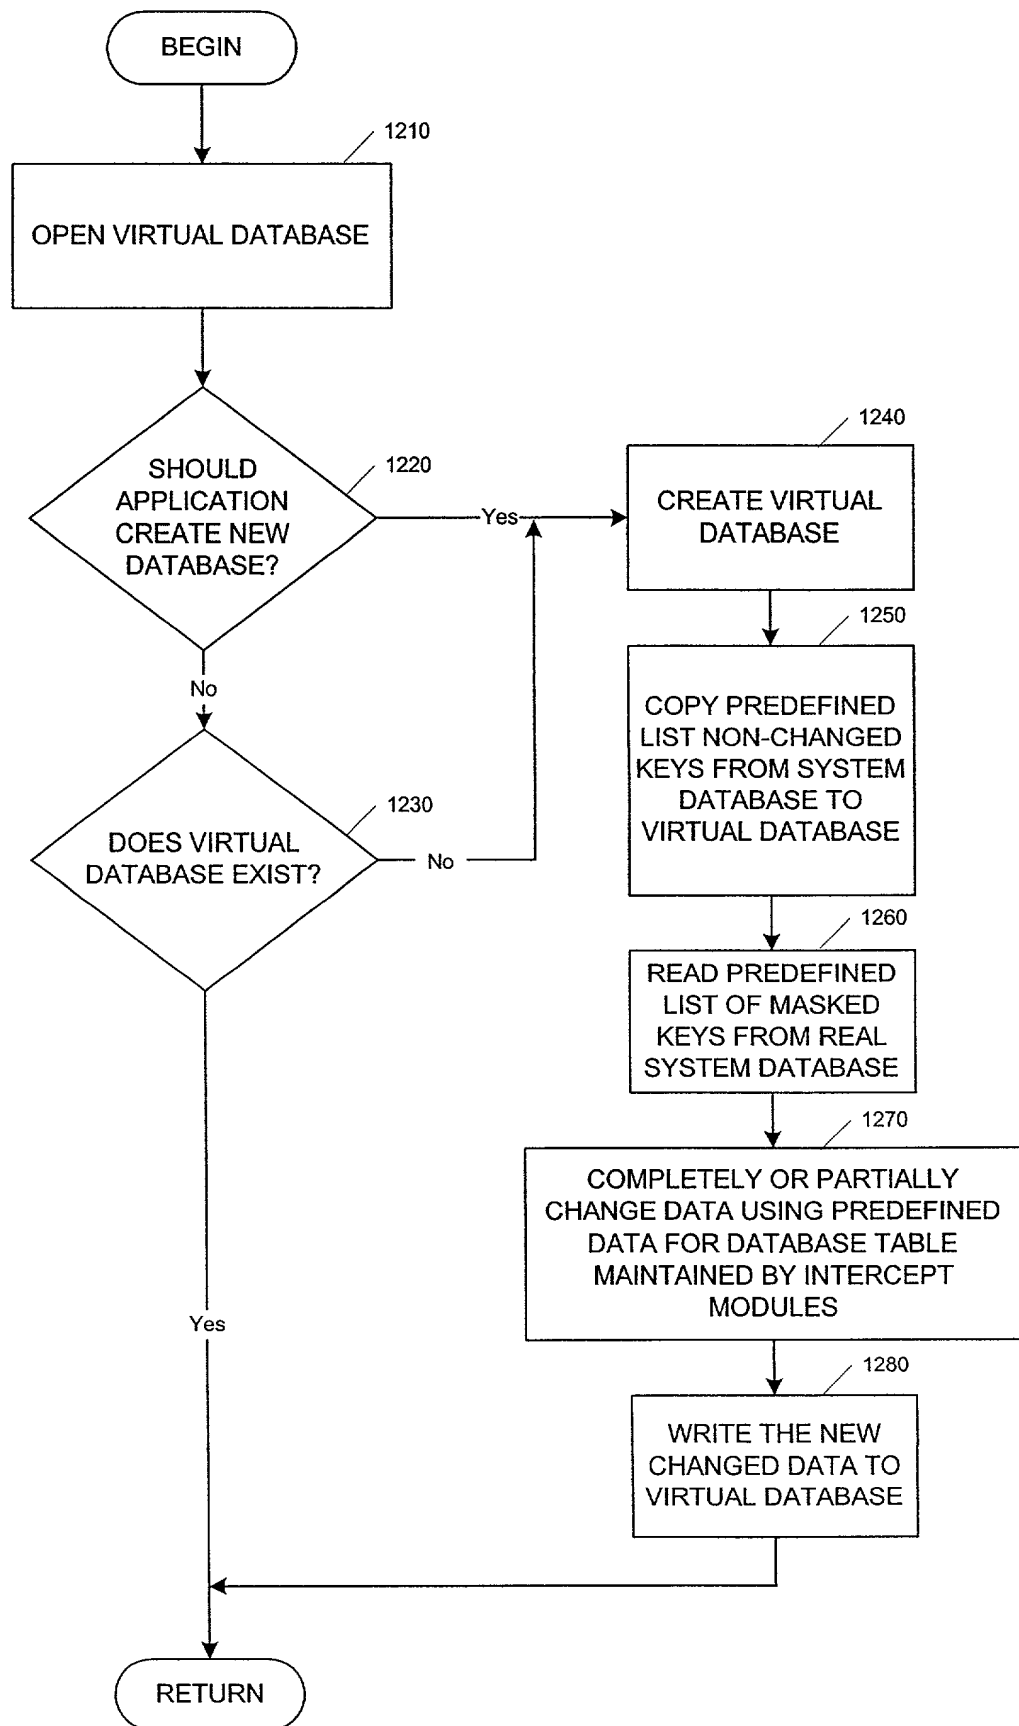 BEGIN
1210
OPEN VIRTUAL DATABASE
SHOULD
APPLICATION
CREATE NEW
DATABASE?
1220
Yes
No
DOES VIRTUAL
DATABASE EXIST?
1230
No
Yes
1240
CREATE VIRTUAL
DATABASE
1250
COPY PREDEFINED
LIST NON-CHANGED
KEYS FROM SYSTEM
DATABASE TO
VIRTUAL DATABASE
1260
READ PREDEFINED
LIST OF MASKED
KEYS FROM REAL
SYSTEM DATABASE
1270
COMPLETELY OR PARTIALLY
CHANGE DATA USING PREDEFINED
DATA FOR DATABASE TABLE
MAINTAINED BY INTERCEPT
MODULES
1280
WRITE THE NEW
CHANGED DATA TO
VIRTUAL DATABASE
RETURN